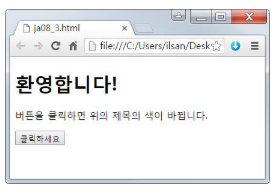 ja08_3.html
file:///C:/Users/ilsan/Desk
환영합니다!
버튼을 클릭하면 위의 제목의 색이 바뀝니다.
클릭하세요